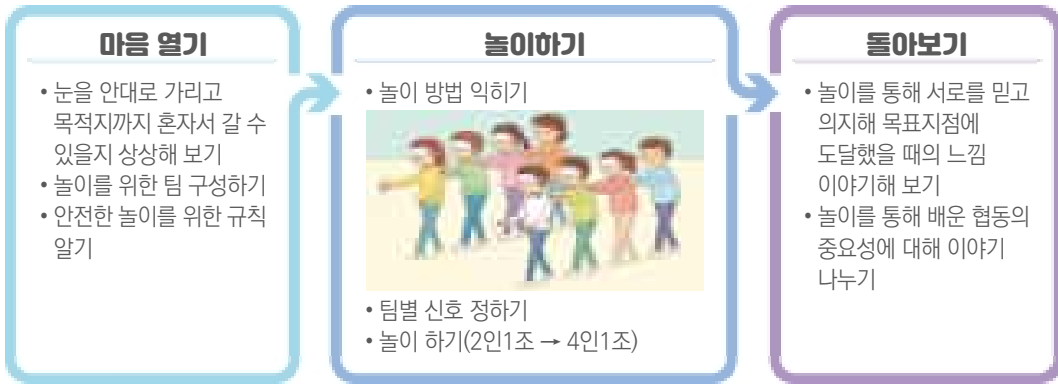 마음 열기
• 눈을 안대로 가리고
목적지까지 혼자서 갈 수
있을지 상상해 보기
• 놀이를 위한 팀 구성하기
• 안전한 놀이를 위한 규칙
알기
놀이하기
• 놀이 방법 익히기
• 팀별 신호 정하기
• 놀이 하기(2인1조 → 4인1조)
돌아보기
• 놀이를 통해 서로를 믿고
의지해 목표지점에
도달했을 때의 느낌
이야기해 보기
• 놀이를 통해 배운 협동의
중요성에 대해 이야기
나누기